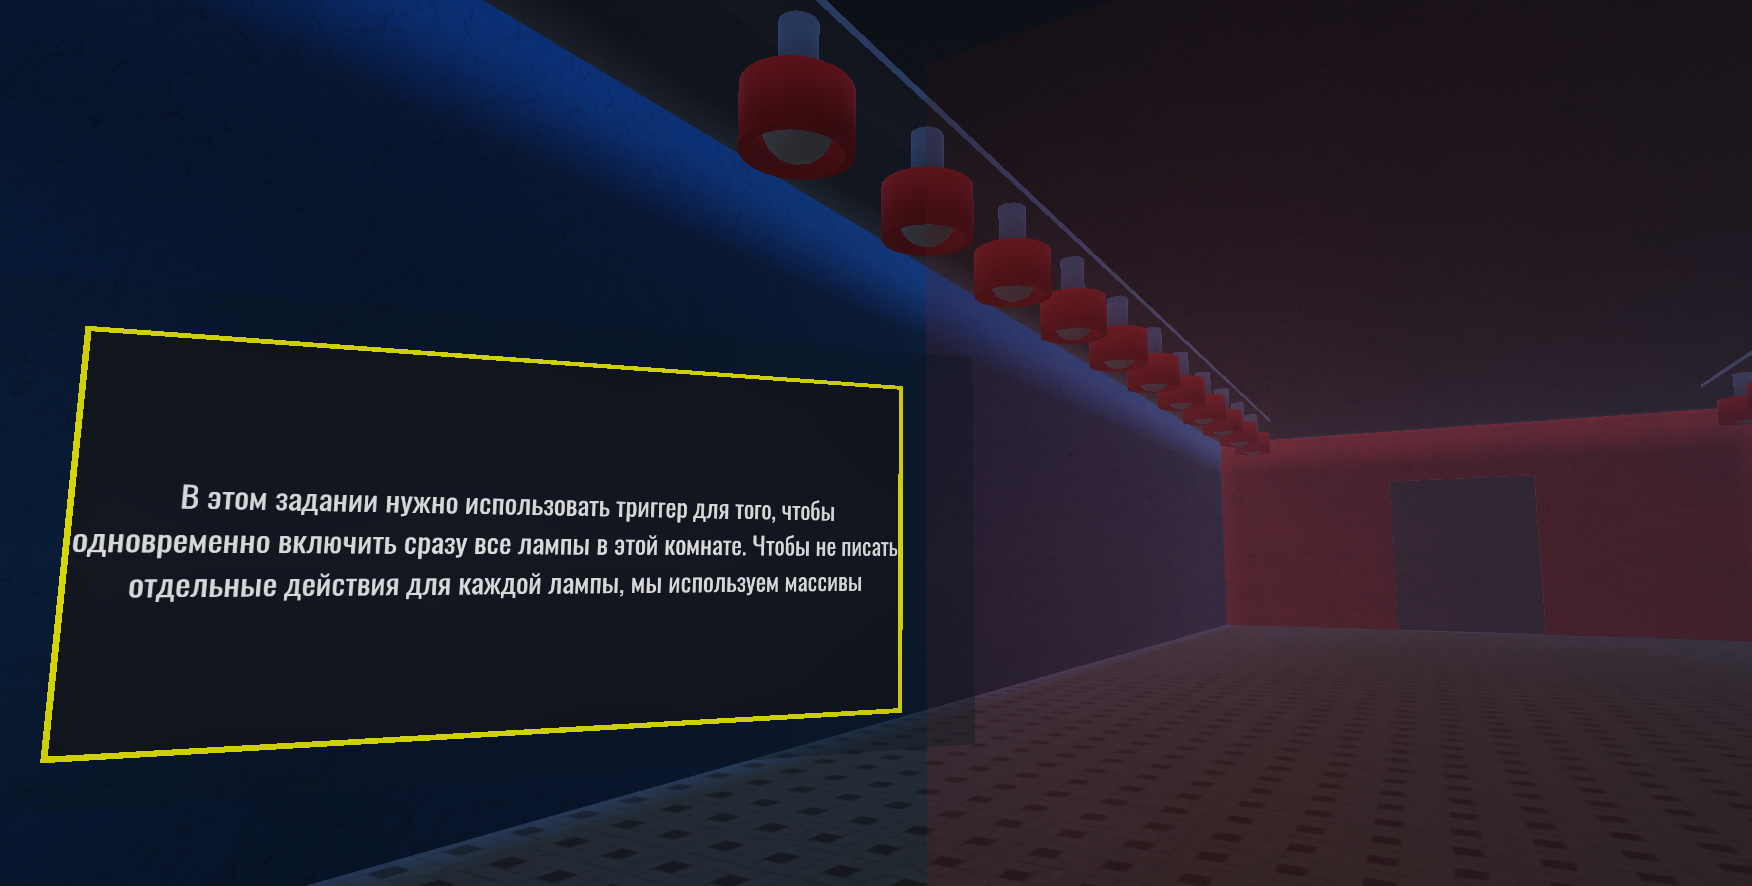 В этом задании нужно использовать триггер для того, чтобы
одновременно включить сразу все лампы в этой комнате. Чтобы не писать
отдельные действия для каждой лампы, мы используем массивы